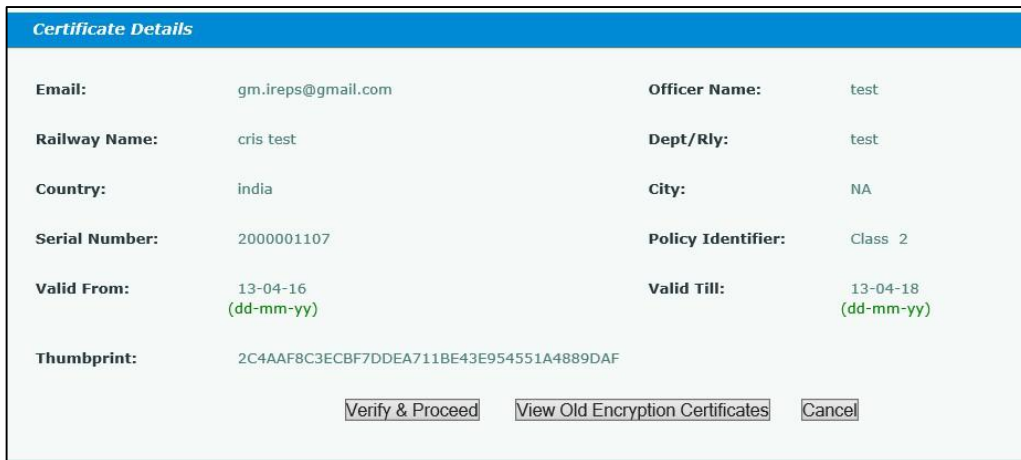 Certificate Details
Email: gm.ireps@gmail.com Officer Name: test
Railway Name: cris test Dept/Rly: test
Country: india City: NA
Serial Number: 2000001107 Policy Identifier: Class 2
Valid From: 13-04-16 Valid Till: 13-04-18
(dd-mm-yy) (dd-mm-yy)
Thumbprint: 2C4AAF8C3ECBF7DDEA711BE43E954551A4889DAF
Verify & Proceed View Old Encryption Certificates Cancel